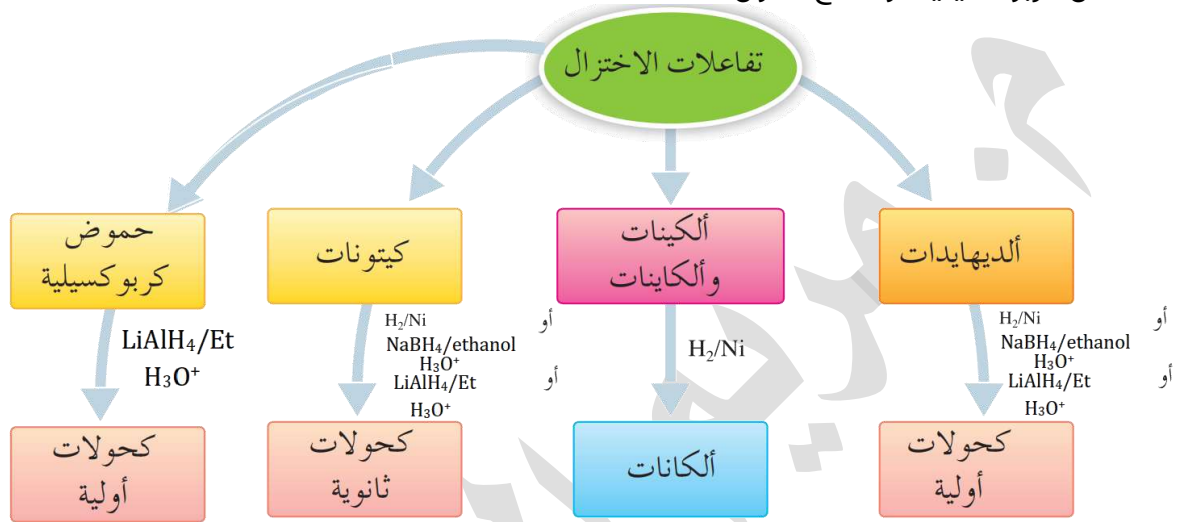 تفاعلات الاختزال
ألديهايدات
ألكينات
وألكاينات
كيتونات
حموض
كربوكسيلية
H₂/Ni أو
NaBH₄/ethanol
H₃O⁺
LiAlH₄/Et أو
H₃O⁺
H₂/Ni
H₂/Ni أو
NaBH₄/ethanol
H₃O⁺
LiAlH₄/Et أو
H₃O⁺
LiAlH₄/Et
H₃O⁺
كحولات
أولية
ألكانات
كحولات
ثانوية
كحولات
أولية